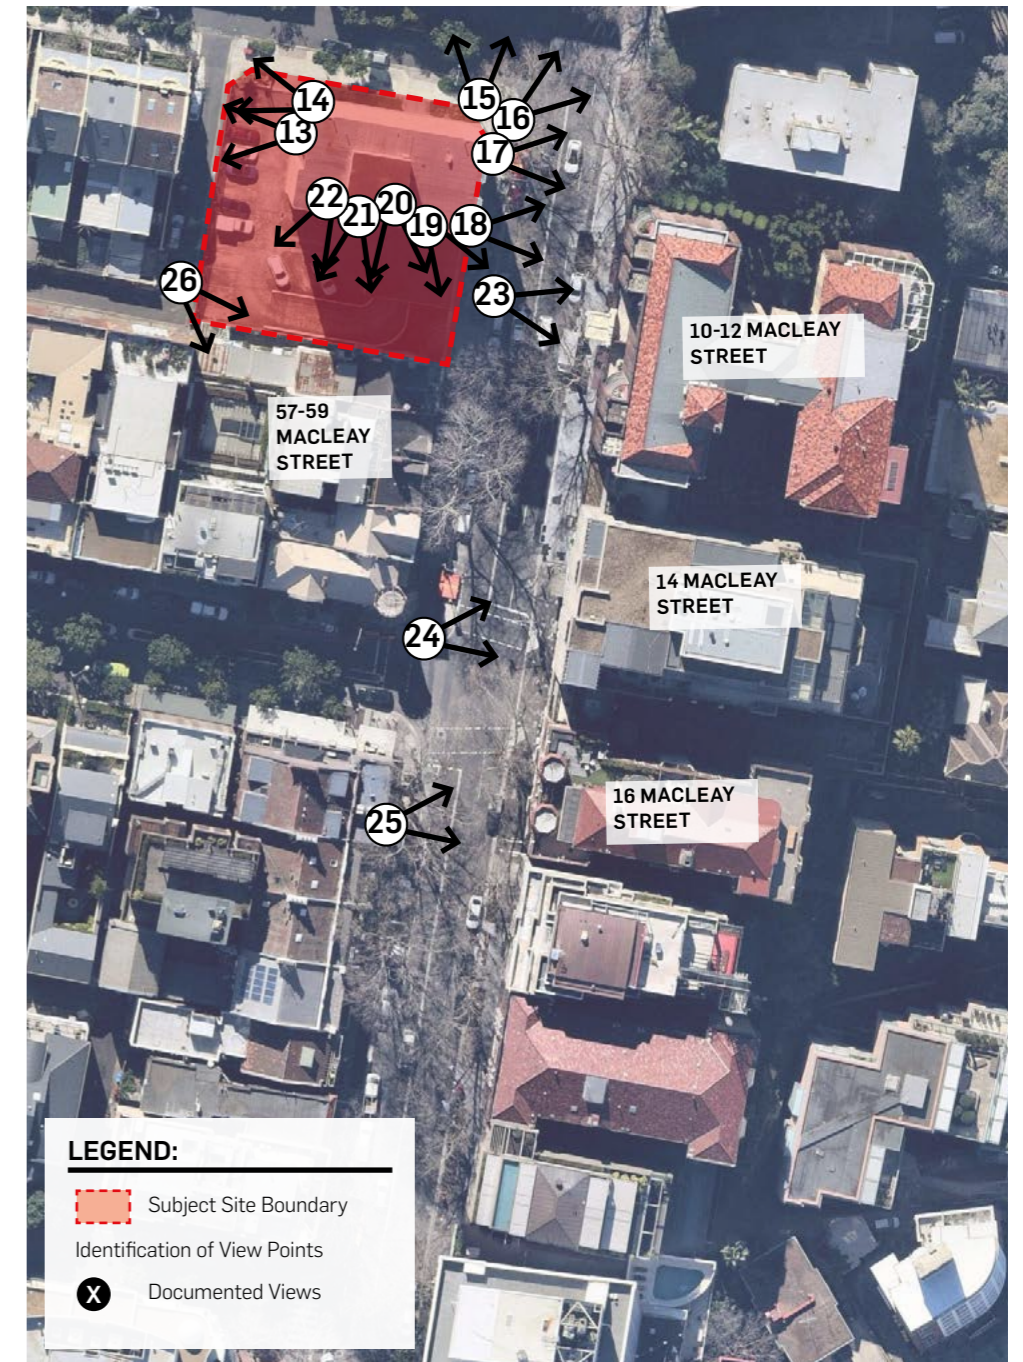 15
14
16
13
17
22
20
21
19
18
26
23
10-12 MACLEAY
STREET
57-59
MACLEAY
STREET
14 MACLEAY
STREET
24
16 MACLEAY
STREET
25
LEGEND:
Subject Site Boundary
Identification of View Points
X Documented Views